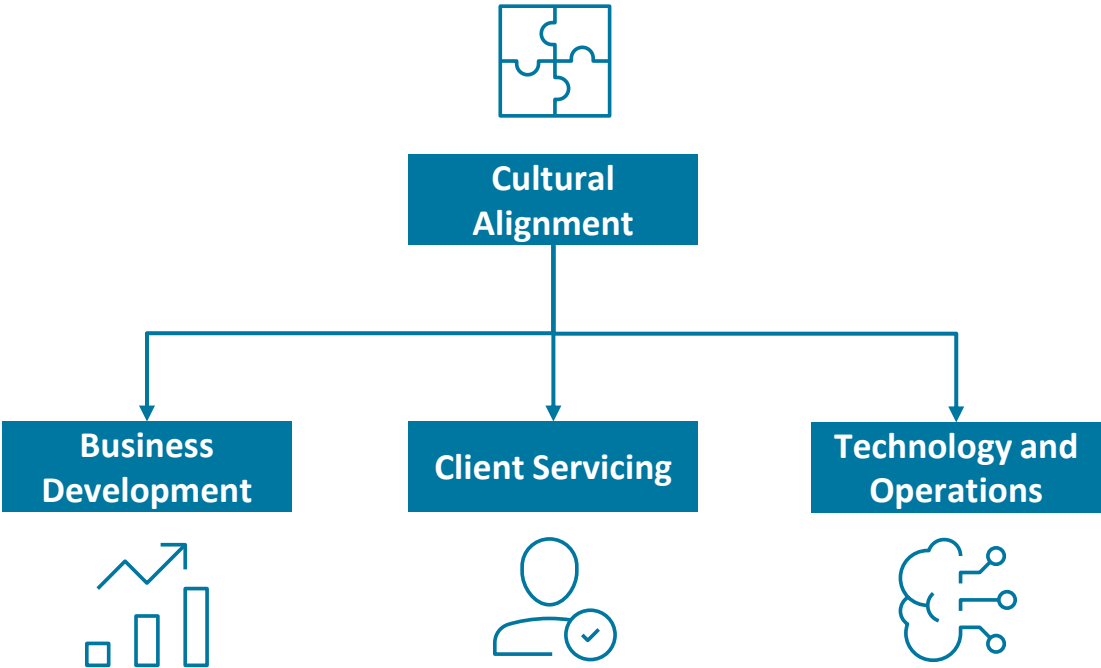 Cultural
Alignment
Business
Development
Client Servicing
Technology and
Operations